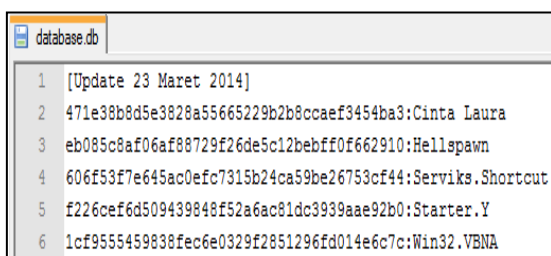 database.db
1 [Update 23 Maret 2014]
2 471e38b8d5e3828a55665229b2b8ccaef3454ba3:Cinta Laura
3 eb085c8af06af88729f26de5c12bebff0f662910:Hellspawn
4 606f53f7e645ac0efc7315b24ca59be26753cf44:Serviks.Shortcut
5 f226cef6d509439848f52a6ac81dc3939aae92b0:Starter.Y
6 1cf9555459838fec6e0329f2851296fd014e6c7c:Win32.VBNA